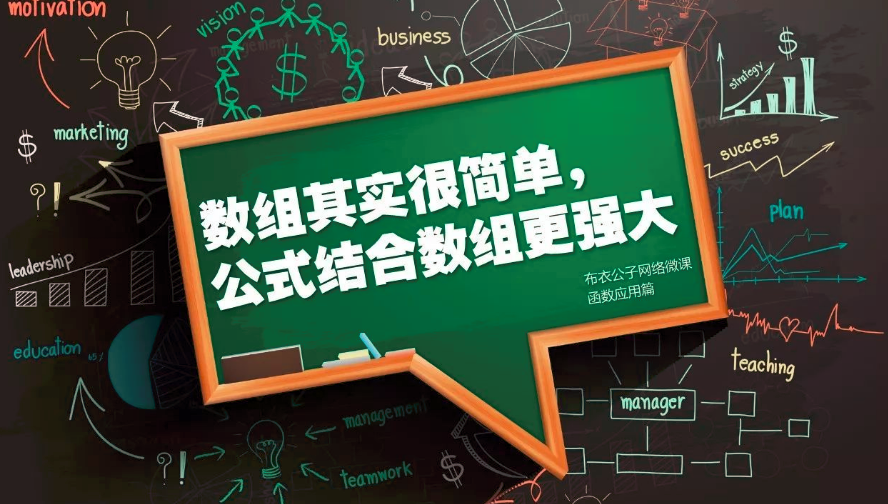 motivation
vision
management
business
strategy
$
$
marketing
$
success
?!
数组其实很简单，
公式结合数组更强大
plan
leadership
布衣公子网络微课
函数应用篇
education
teaching
manager
management
?!
teamwork
$